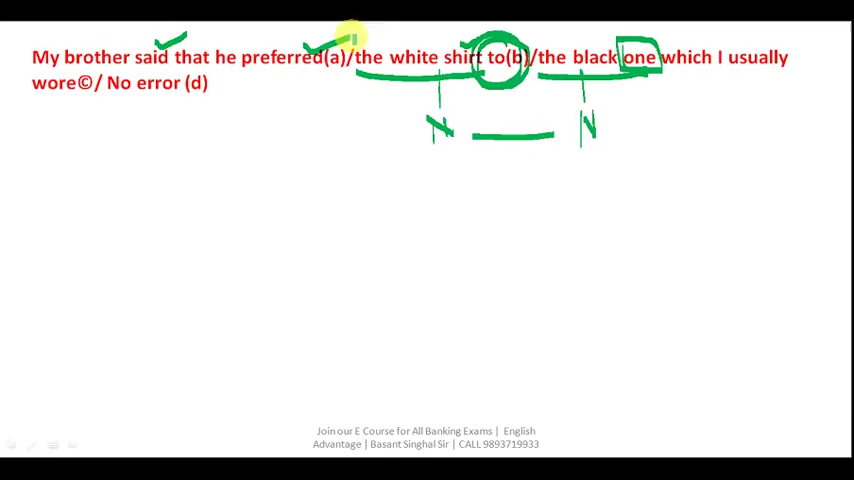 My brother said that he preferred(a)/the white shirt to(b)/the black one which I usually
wore©/ No error (d)
N N
Join our E Course for All Banking Exams | English
Advantage | Basant Singhal Sir | CALL 9893719933